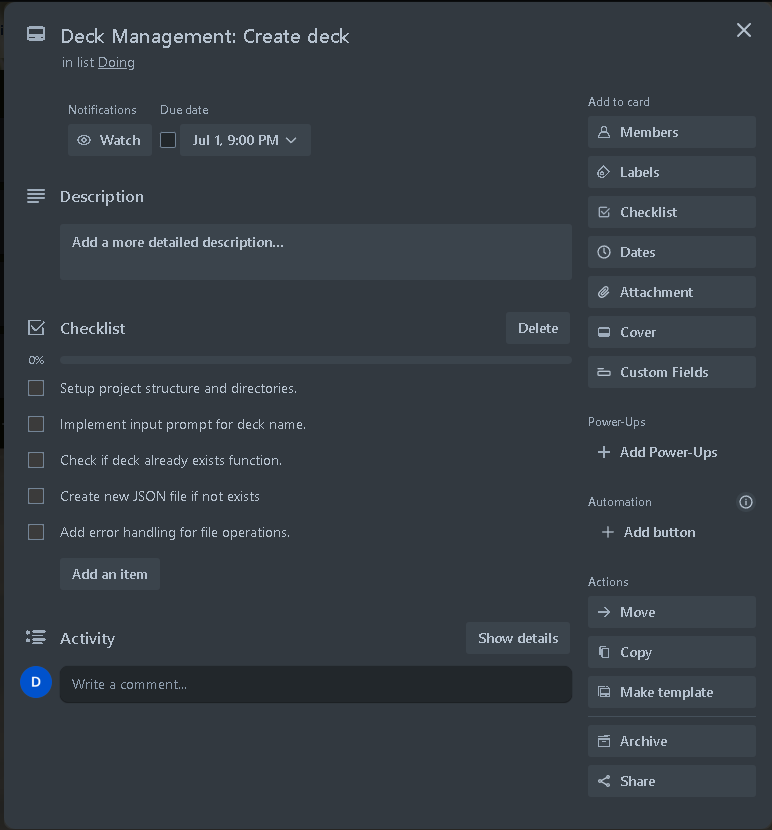 Deck Management: Create deck
in list Doing
Notifications
Watch
Due date
Jul 1, 9:00 PM
Description
Add a more detailed description...
Checklist
Delete
0%
Setup project structure and directories.
Implement input prompt for deck name.
Check if deck already exists function.
Create new JSON file if not exists
Add error handling for file operations.
Add an item
Activity
Show details
D
Write a comment...
Add to card
Members
Labels
Checklist
Dates
Attachment
Cover
Custom Fields
Power-Ups
Add Power-Ups
Automation
Add button
Actions
Move
Copy
Make template
Archive
Share